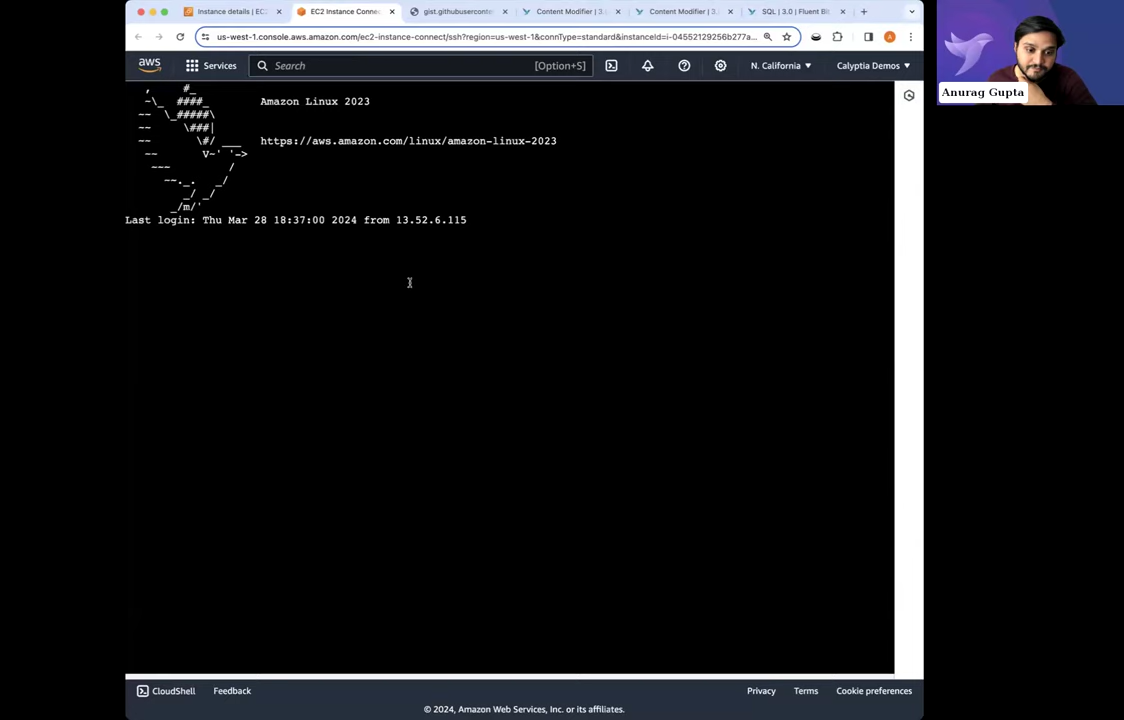 Instance details | EC2
EC2 Instance Connec
gist.githubusercontent
Content Modifier | 3.
Content Modifier | 3.
SQL | 3.0 | Fluent Bi
us-west-1.console.aws.amazon.com/ec2-instance-connect/ssh?region=us-west-1&connType=standard&instanceId=i-04552129256b277a...
A
aws
Services
Search
[Option+S]
N. California
Calyptia Demos
Anurag Gupta
   ,     #_
   ~\_  ####_        Amazon Linux 2023
  ~~  \_#####\
  ~~     \###|
  ~~       \#/ ___   https://aws.amazon.com/linux/amazon-linux-2023
   ~~       V~' '->
    ~~~         /
      ~~._.   _/
         _/ _/
       _/m/'
Last login: Thu Mar 28 18:37:00 2024 from 13.52.6.115
CloudShell
Feedback
Privacy
Terms
Cookie preferences
© 2024, Amazon Web Services, Inc. or its affiliates.